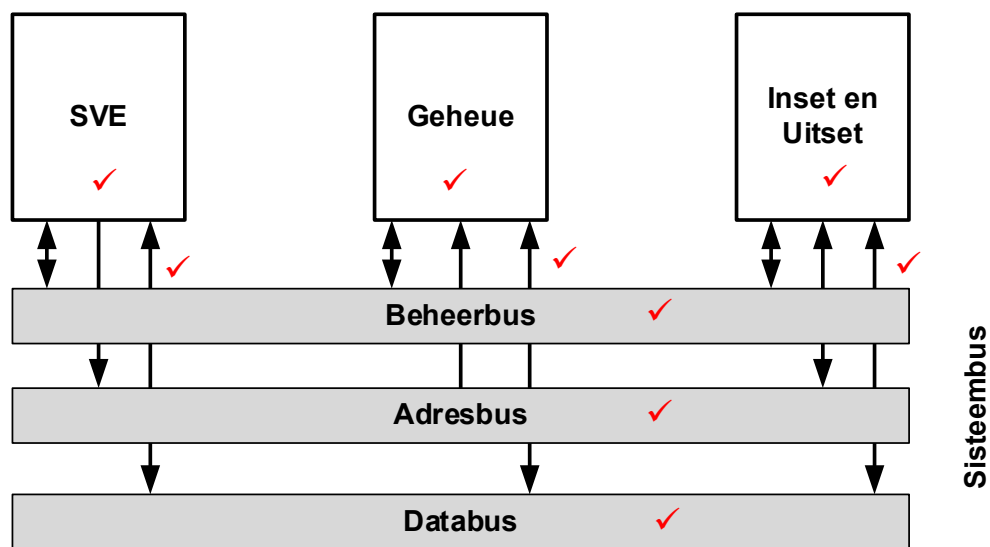 SVE
Geheue
Inset en
Uitset
Beheerbus
Adresbus
Databus
Sisteembus